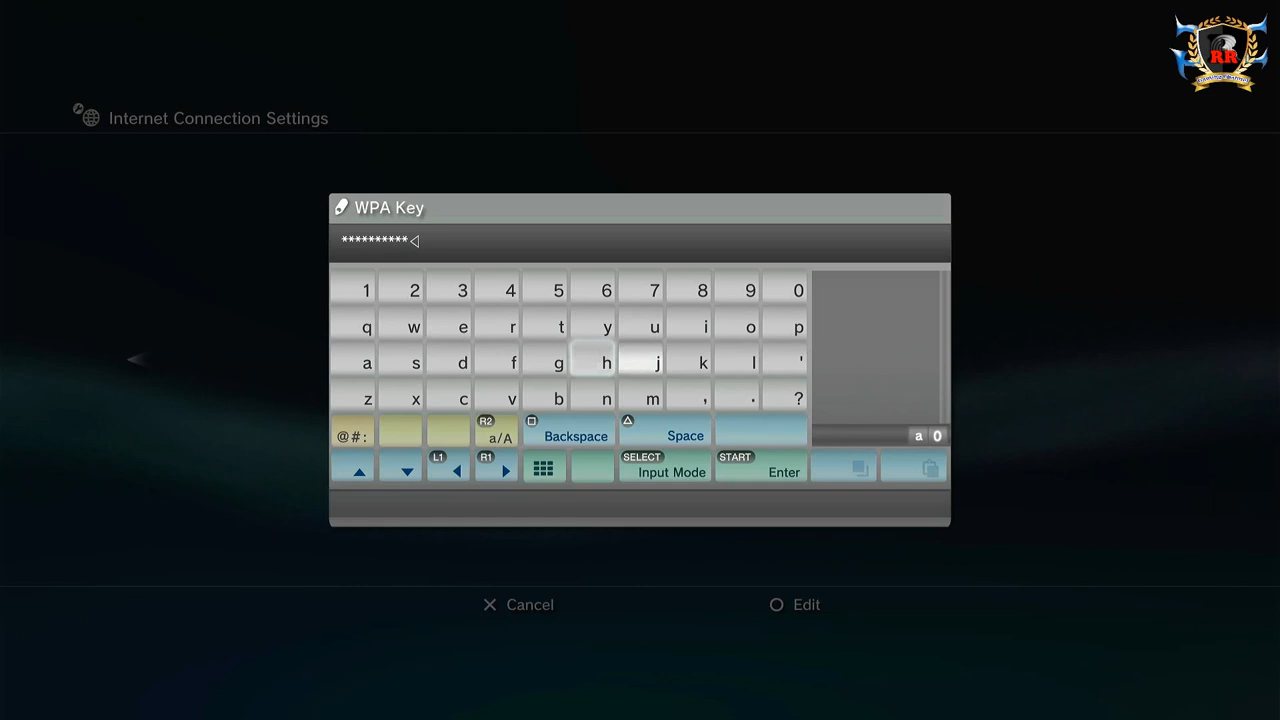 RR
Internet Connection Settings
WPA Key
**********
1 2 3 4 5 6 7 8 9 0
q w e r t y u i o p
a s d f g h j k l '
z x c v b n m , . ?
@#: R2 a/A Backspace Space a 0
L1 R1 SELECT Input Mode START Enter
Cancel Edit